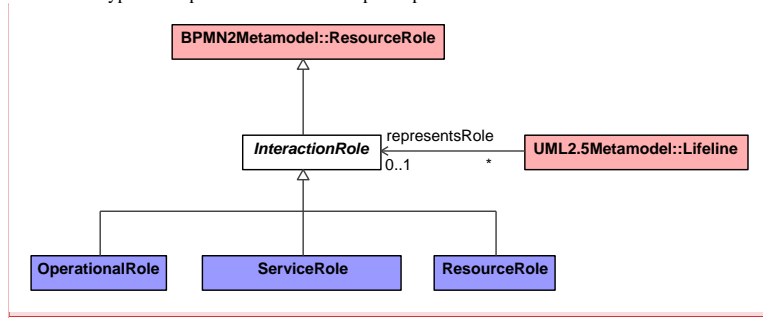 BPMN2Metamodel::ResourceRole
representsRole
InteractionRole
UML2.5Metamodel::Lifeline
0..1
*
OperationalRole
ServiceRole
ResourceRole